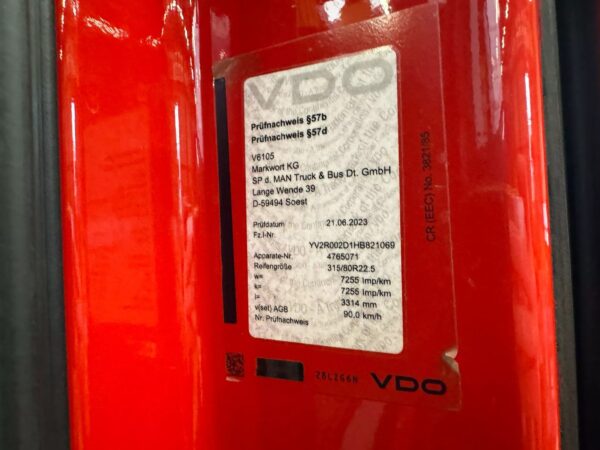 VDO
Prüfnachweis §57b
Prüfnachweis §57d
V6105
Markwort KG
SP d. MAN Truck & Bus Dt. GmbH
Lange Wende 39
D-59494 Soest
Prüfdatum 21.06.2023
Fz.I-Nr.
YV2R002D1HB821069
Apparate-Nr 4765071
Reifengröße 315/80R22.5
w= 7255 Imp/km
k= 7255 Imp/km
l= 3314 mm
v(set) AGB 90.0 km/h
Nr. Prüfnachweis
CR (EEC) No. 3821/85
VDO